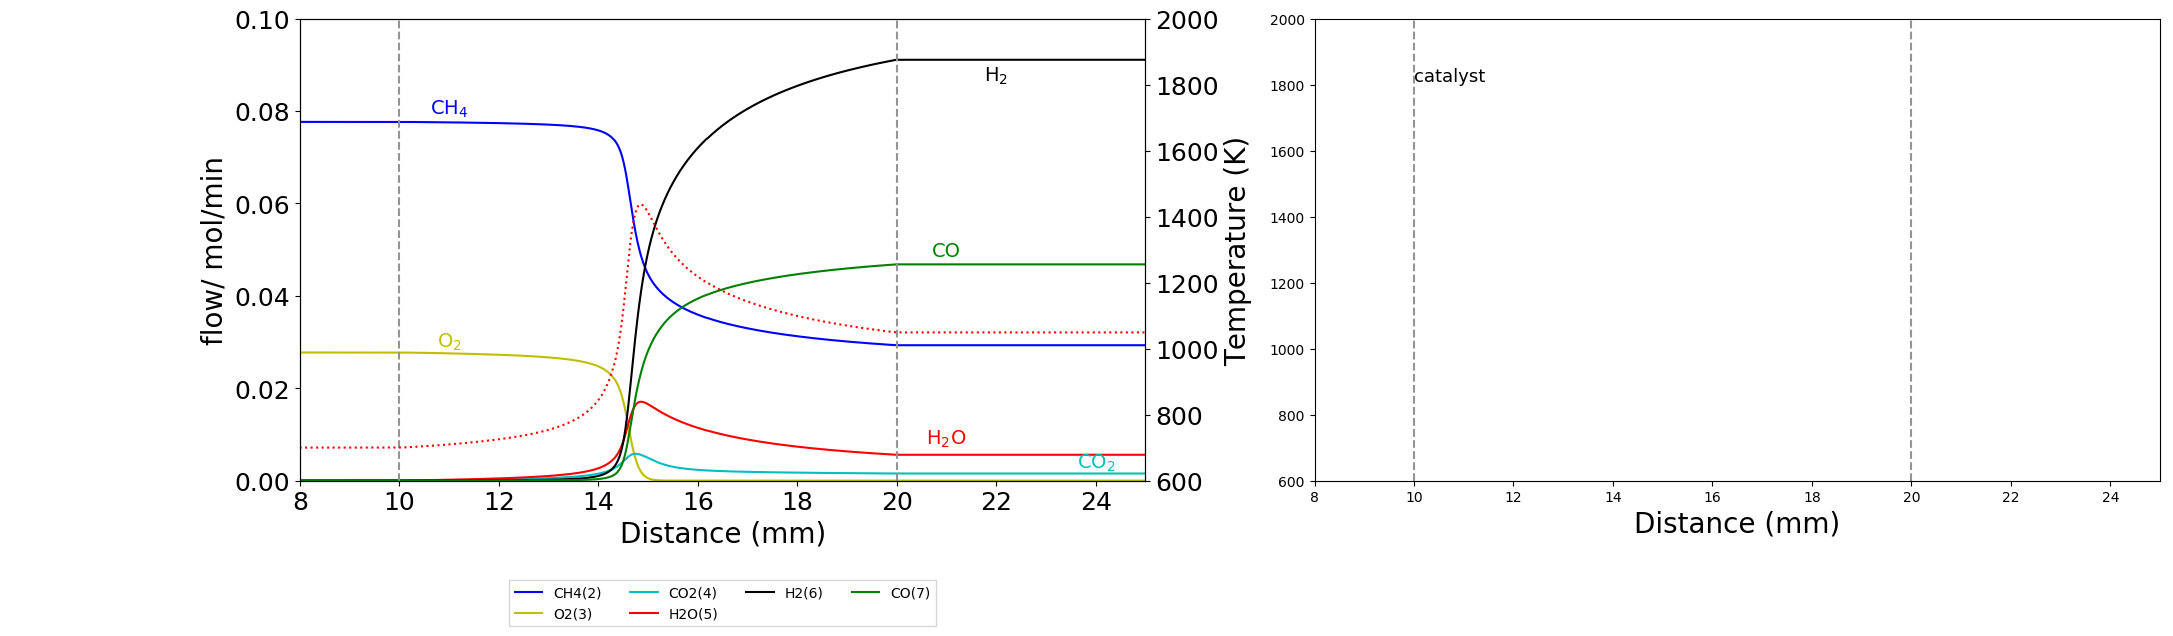 0.10
0.08
0.06
0.04
0.02
0.00
flow/ mol/min
8 10 12 14 16 18 20 22 24
Distance (mm)
CH₄
O₂
H₂
CO
H₂O
CO₂
2000
1800
1600
1400
1200
1000
800
600
Temperature (K)
CH4(2) CO2(4) H2(6) CO(7)
O2(3) H2O(5)
2000
1800
1600
1400
1200
1000
800
600
catalyst
8 10 12 14 16 18 20 22 24
Distance (mm)